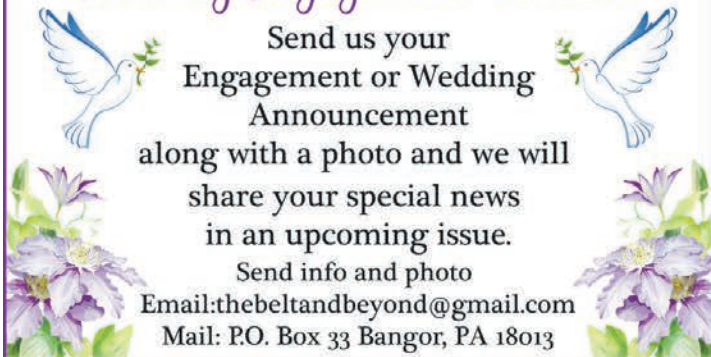 Send us your
Engagement or Wedding
Announcement
along with a photo and we will
share your special news
in an upcoming issue.
Send info and photo
Email:thebeltandbeyond@gmail.com
Mail: P.O. Box 33 Bangor, PA 18013